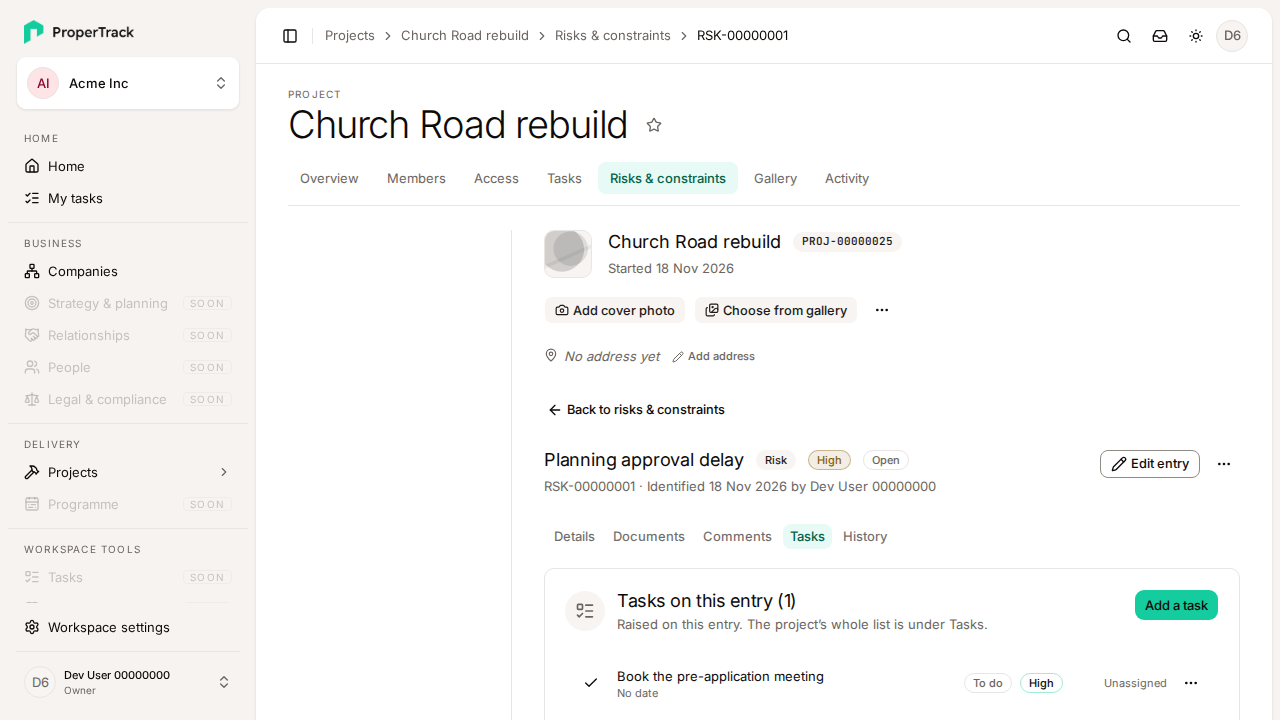 ProperTrack
AI
Acme Inc
HOME
Home
My tasks
BUSINESS
Companies
Strategy & planning SOON
Relationships SOON
People SOON
Legal & compliance SOON
DELIVERY
Projects
Programme SOON
WORKSPACE TOOLS
Tasks SOON
Workspace settings
D6
Dev User 00000000
Owner
Projects > Church Road rebuild > Risks & constraints > RSK-00000001
D6
PROJECT
Church Road rebuild
Overview Members Access Tasks Risks & constraints Gallery Activity
Church Road rebuild PROJ-00000025
Started 18 Nov 2026
Add cover photo Choose from gallery
No address yet Add address
Back to risks & constraints
Planning approval delay Risk High Open
Edit entry
RSK-00000001 · Identified 18 Nov 2026 by Dev User 00000000
Details Documents Comments Tasks History
Tasks on this entry (1)
Raised on this entry. The project's whole list is under Tasks.
Add a task
Book the pre-application meeting
No date
To do High Unassigned